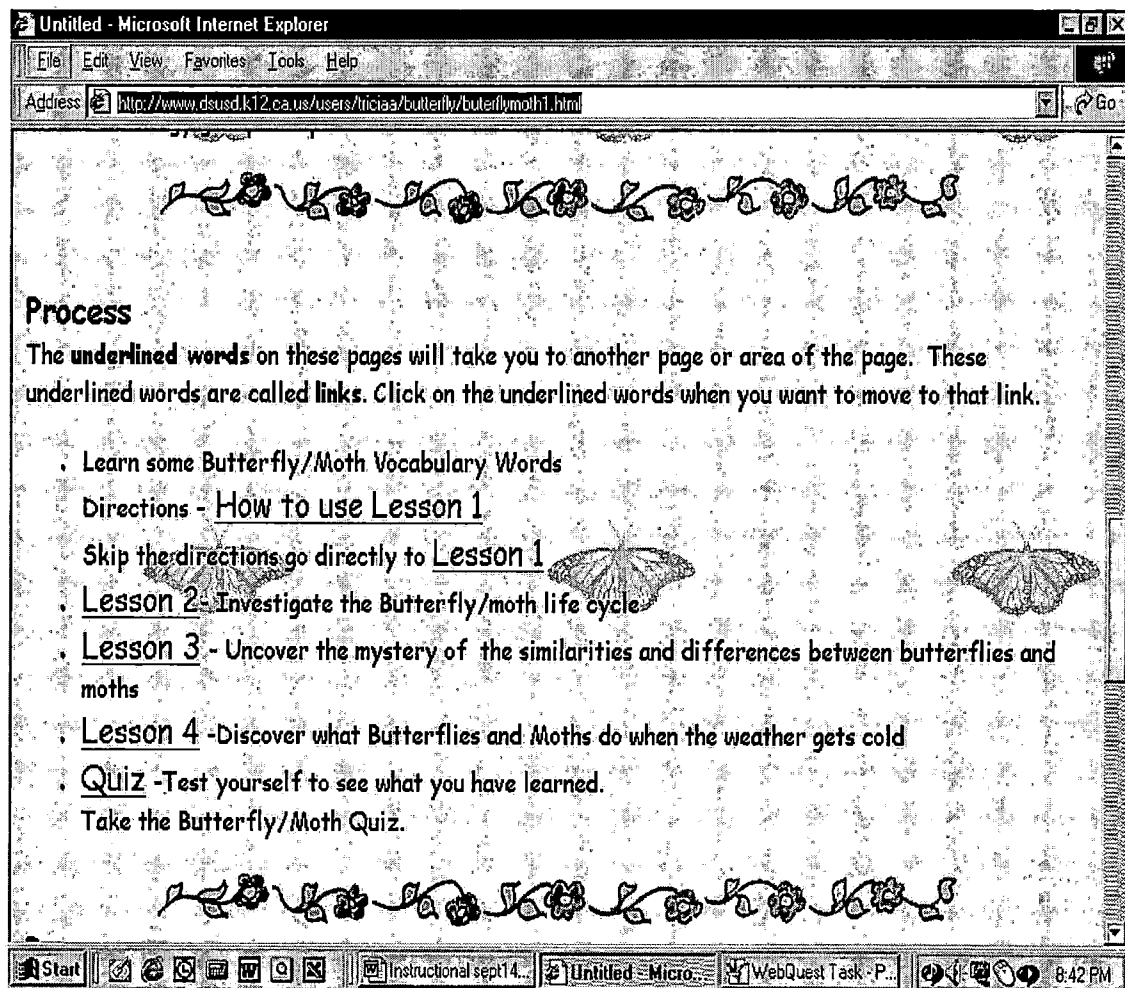 Untitled - Microsoft Internet Explorer
File Edit View Favorites Tools Help
Address http://www.dsusd.k12.ca.us/users/triciaa/butterfly/buterflymoth1.html Go
Process
The underlined words on these pages will take you to another page or area of the page. These
underlined words are called links. Click on the underlined words when you want to move to that link.
. Learn some Butterfly/Moth Vocabulary Words
Directions - How to use Lesson 1
Skip the directions go directly to Lesson 1
. Lesson 2 - Investigate the Butterfly/moth life cycle
. Lesson 3 - Uncover the mystery of the similarities and differences between butterflies and
moths
. Lesson 4 -Discover what Butterflies and Moths do when the weather gets cold
. Quiz -Test yourself to see what you have learned.
Take the Butterfly/Moth Quiz.
Start Instructional sept14... Untitled - Micro... WebQuest Task - P... 8:42 PM